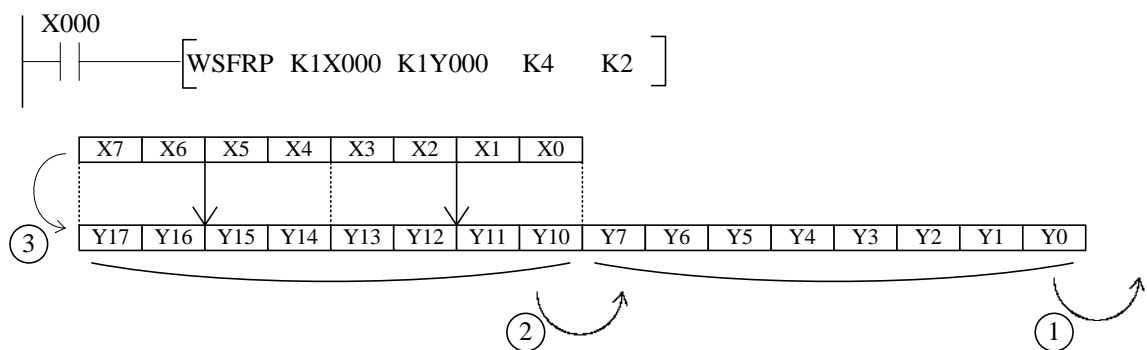 X000
WSFRP K1X000 K1Y000 K4 K2
X7 X6 X5 X4 X3 X2 X1 X0
3
Y17 Y16 Y15 Y14 Y13 Y12 Y11 Y10 Y7 Y6 Y5 Y4 Y3 Y2 Y1 Y0
2 1